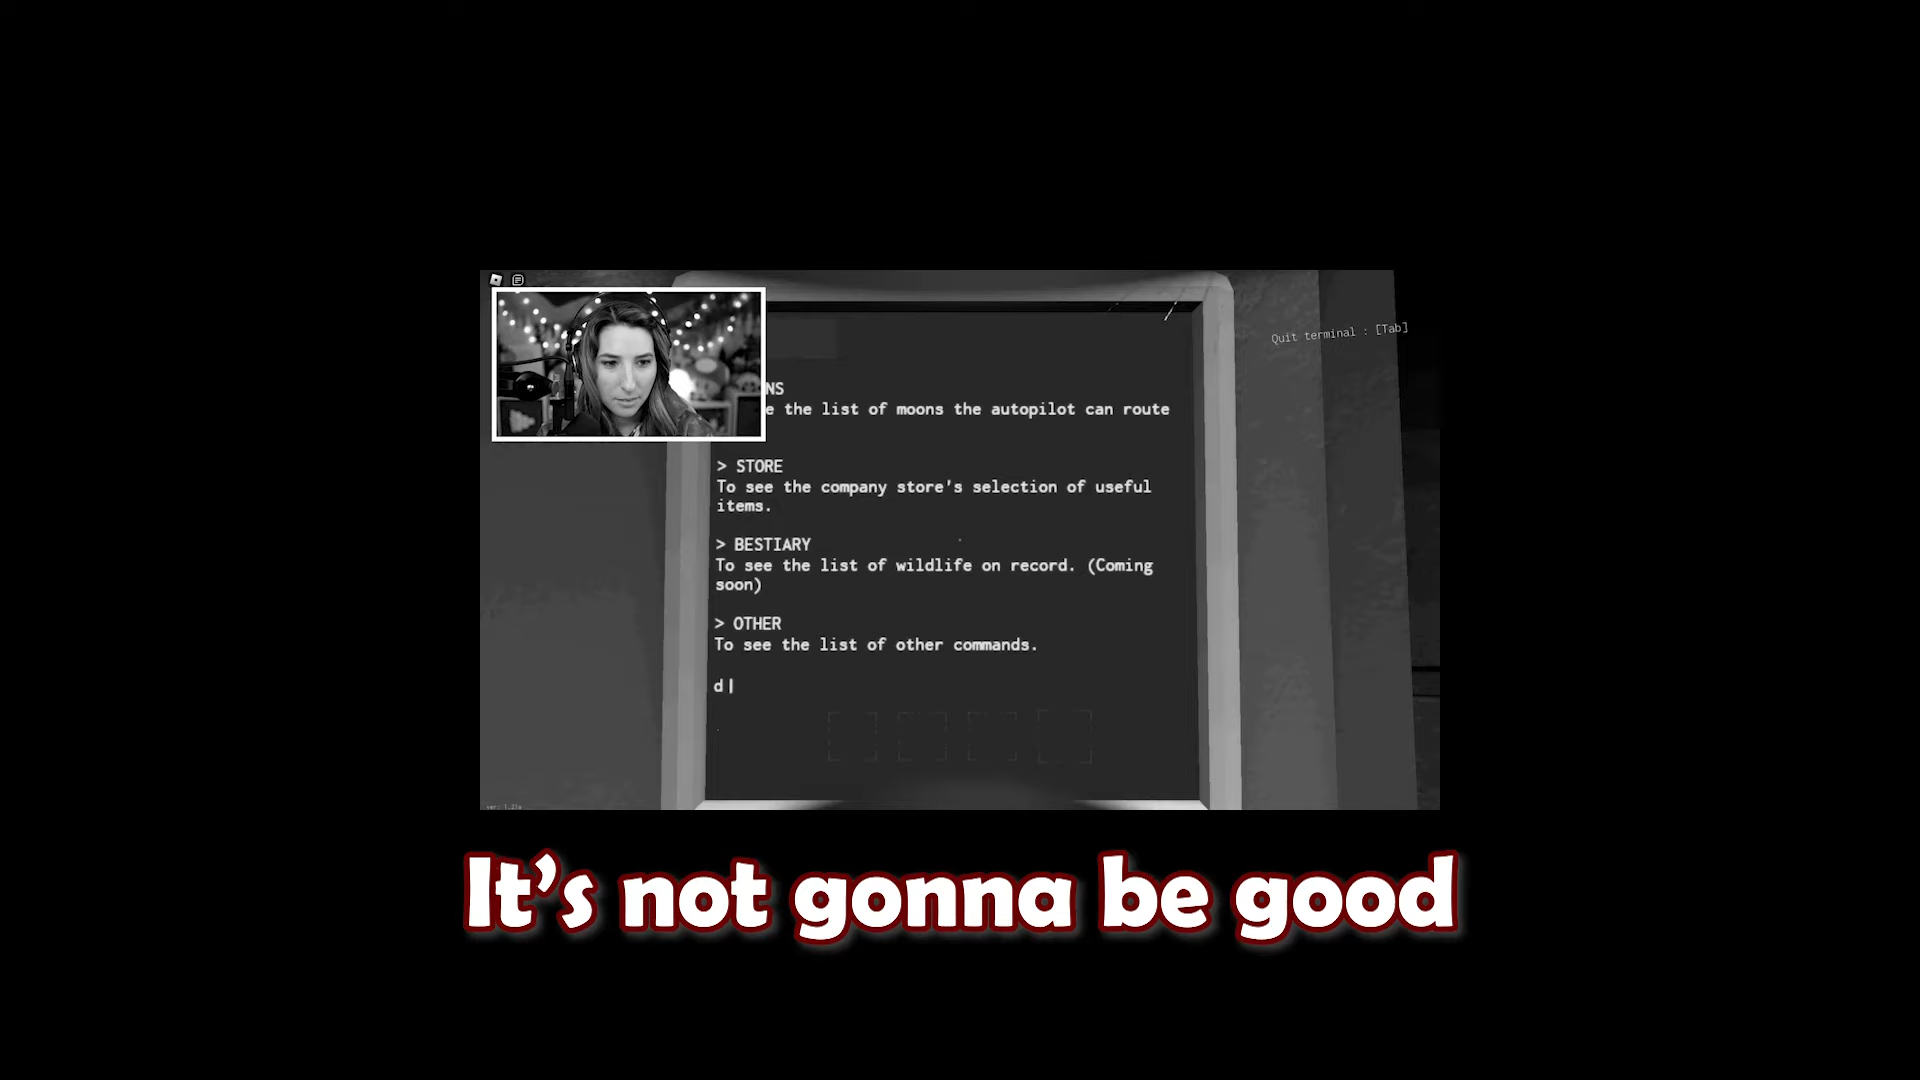 Quit terminal : [Tab]
NS
e the list of moons the autopilot can route
> STORE
To see the company store's selection of useful
items.
> BESTIARY
To see the list of wildlife on record. (Coming
soon)
> OTHER
To see the list of other commands.
d
It's not gonna be good